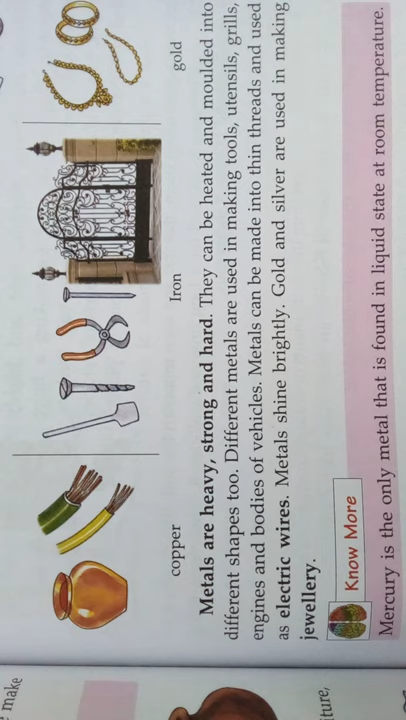 copper
Iron
gold
Metals are heavy, strong and hard. They can be heated and moulded into
different shapes too. Different metals are used in making tools, utensils, grills,
engines and bodies of vehicles. Metals can be made into thin threads and used
as electric wires. Metals shine brightly. Gold and silver are used in making
jewellery.
Know More
Mercury is the only metal that is found in liquid state at room temperature.
make